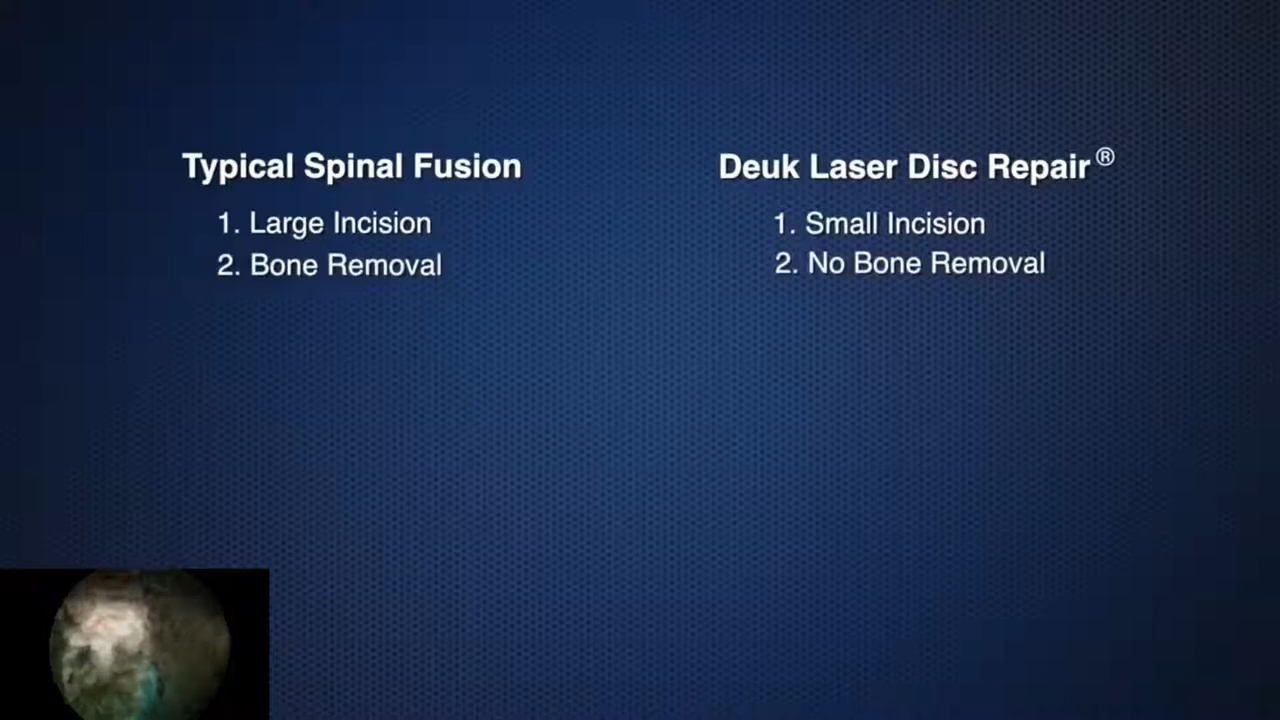 Typical Spinal Fusion
1. Large Incision
2. Bone Removal
Deuk Laser Disc Repair®
1. Small Incision
2. No Bone Removal